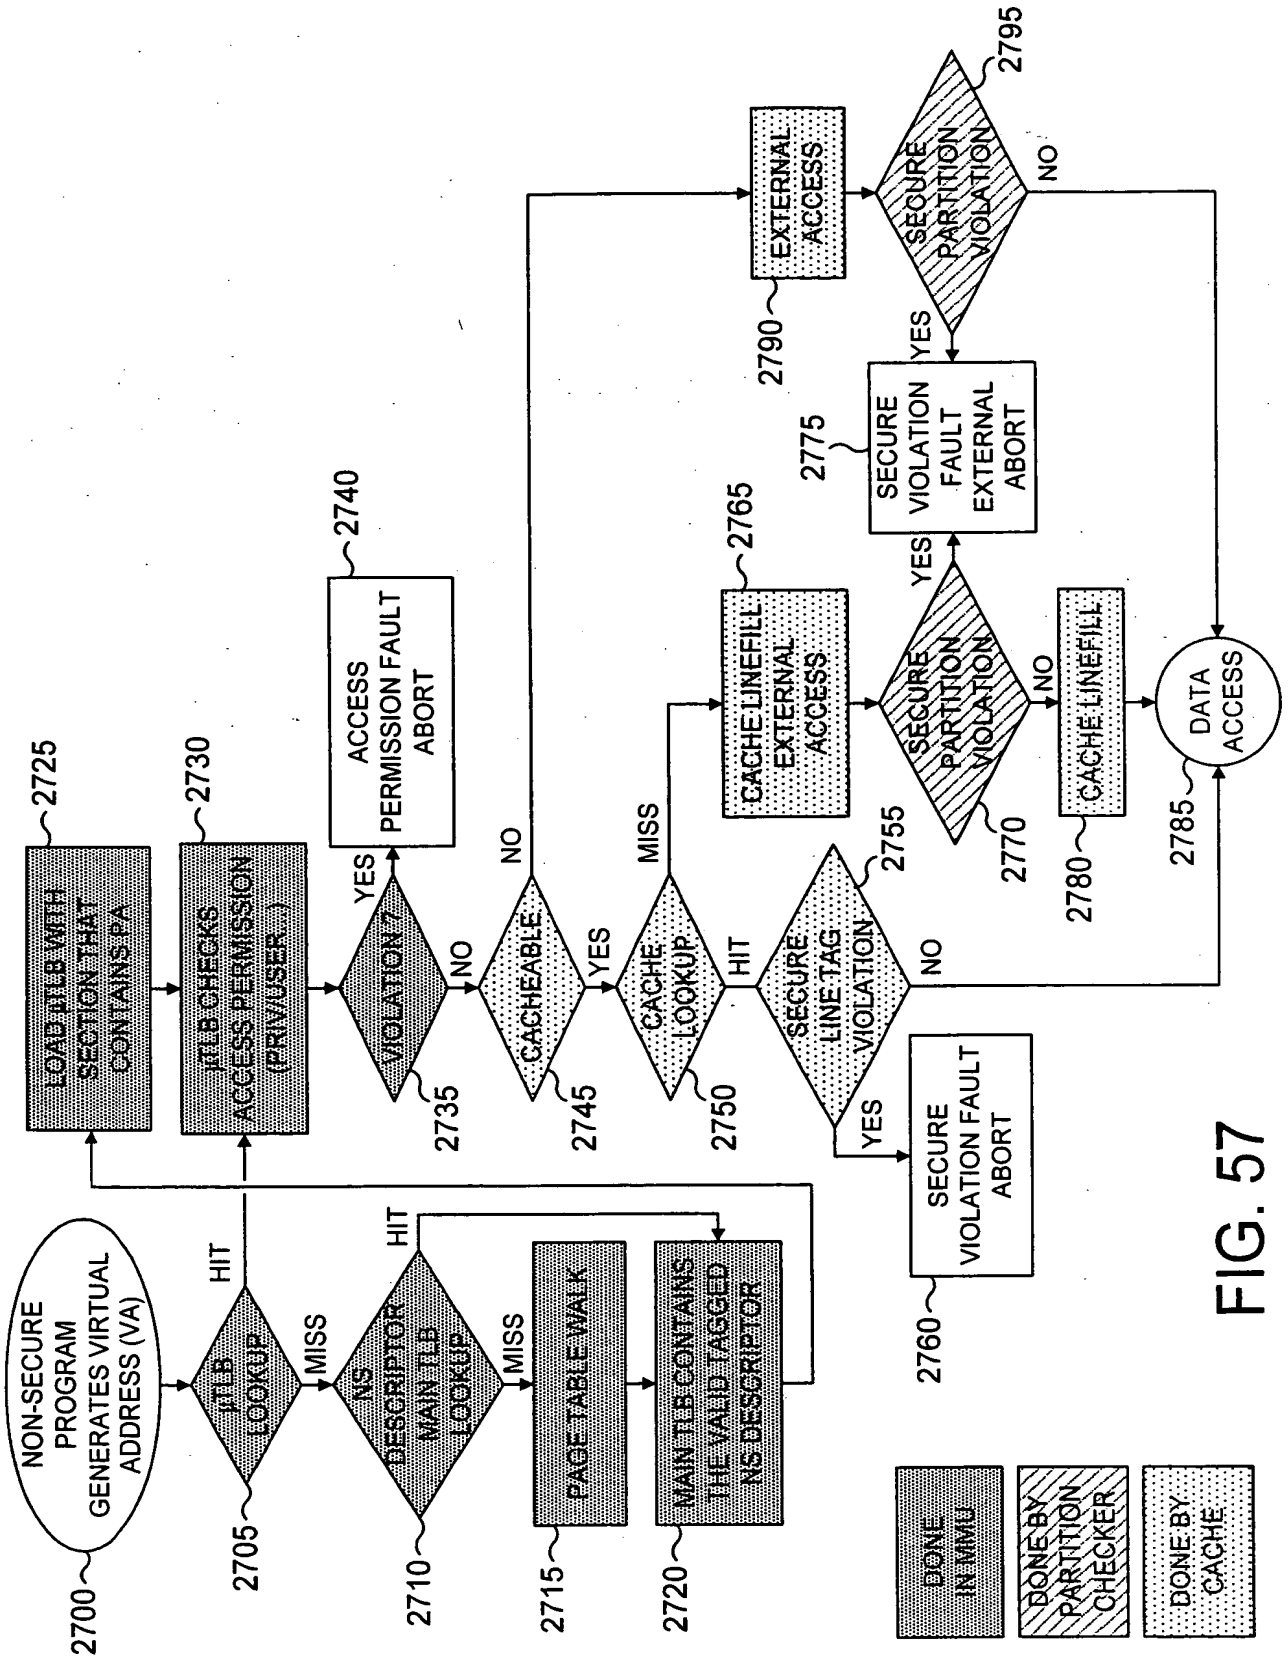 NON-SECURE
PROGRAM
GENERATES VIRTUAL
ADDRESS (VA)
2700
µTLB
LOOKUP
2705
HIT
MISS
NS
DESCRIPTOR
MAIN TLB
LOOKUP
2710
HIT
MISS
PAGE TABLE WALK
2715
MAIN TLB CONTAINS
THE VALID TAGGED
NS DESCRIPTOR
2720
LOAD µTLB WITH
SECTION THAT
CONTAINS PA
2725
µTLB CHECKS
ACCESS PERMISSION
(PRIV/USER..)
2730
VIOLATION?
2735
YES
NO
ACCESS
PERMISSION FAULT
ABORT
2740
CACHEABLE
2745
NO
YES
CACHE
LOOKUP
2750
MISS
HIT
SECURE
LINE TAG
VIOLATION
2755
YES
NO
SECURE
VIOLATION FAULT
ABORT
2760
CACHE LINEFILL
EXTERNAL
ACCESS
2765
SECURE
PARTITION
VIOLATION
2770
YES
NO
SECURE
VIOLATION
FAULT
EXTERNAL
ABORT
2775
CACHE LINEFILL
2780
DATA
ACCESS
2785
EXTERNAL
ACCESS
2790
SECURE
PARTITION
VIOLATION
2795
YES
NO
DONE
IN MMU
DONE BY
PARTITION
CHECKER
DONE BY
CACHE
FIG. 57